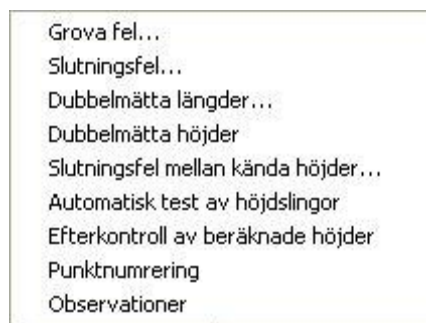 Grova fel...
Slutningsfel...
Dubbelmätta längder...
Dubbelmätta höjder
Slutningsfel mellan kända höjder...
Automatisk test av höjdslingor
Efterkontroll av beräknade höjder
Punktnumrering
Observationer